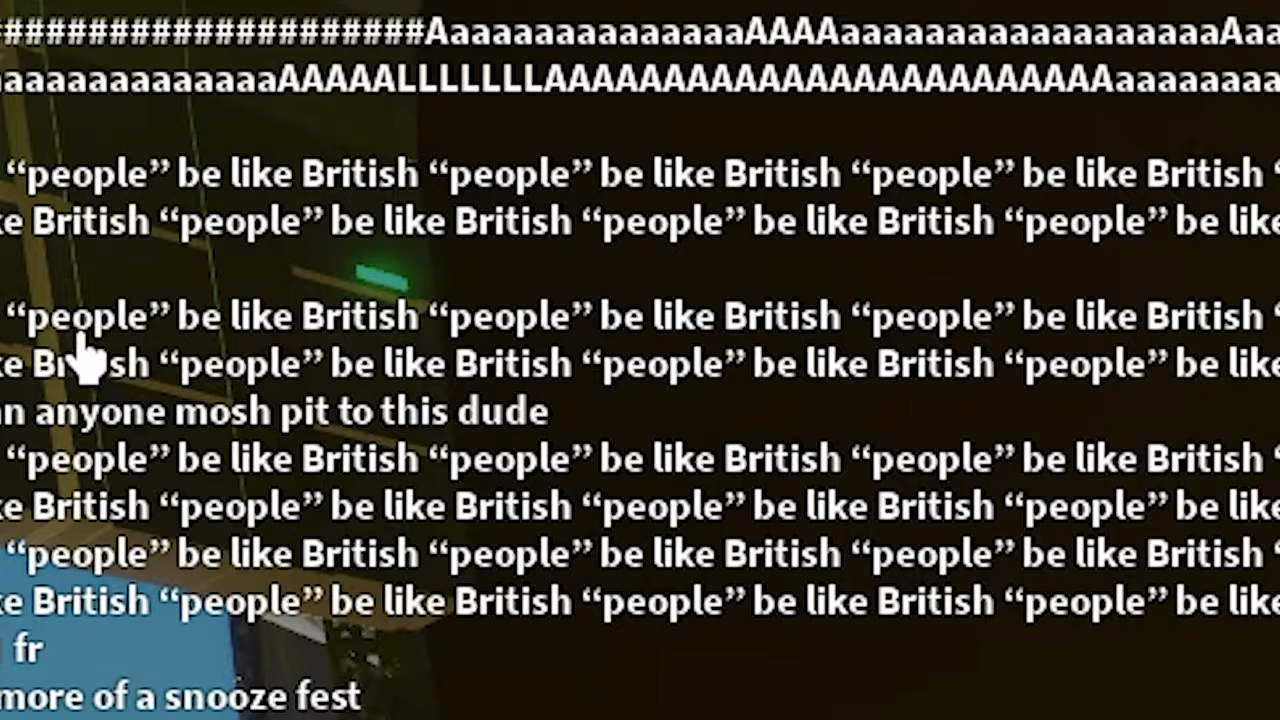 ###################AaaaaaaaaaaaaaaAAAAaaaaaaaaaaaaaaaaaaAaa
aaaaaaaaaaaaaAAAAALLLLLLLAAAAAAAAAAAAAAAAAAAAAAAaaaaaaaa
“people” be like British “people” be like British “people” be like British
British “people” be like British “people” be like British “people” be like
“people” be like British “people” be like British “people” be like British
British “people” be like British “people” be like British “people” be like
anyone mosh pit to this dude
“people” be like British “people” be like British “people” be like British
British “people” be like British “people” be like British “people” be like
“people” be like British “people” be like British “people” be like British
British “people” be like British “people” be like British “people” be like
fr
more of a snooze fest